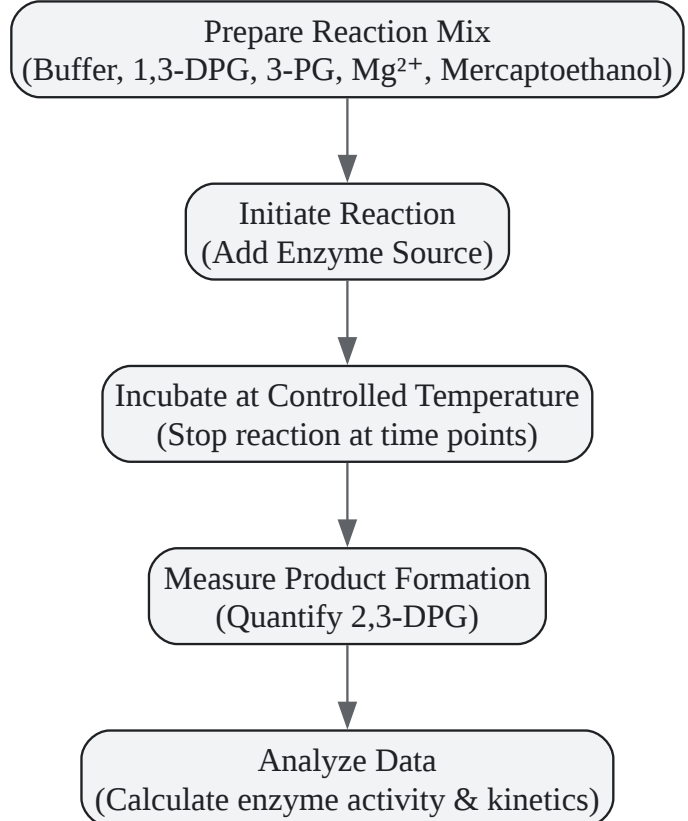 Prepare Reaction Mix
(Buffer, 1,3-DPG, 3-PG, Mg²⁺, Mercaptoethanol)
Initiate Reaction
(Add Enzyme Source)
Incubate at Controlled Temperature
(Stop reaction at time points)
Measure Product Formation
(Quantify 2,3-DPG)
Analyze Data
(Calculate enzyme activity & kinetics)